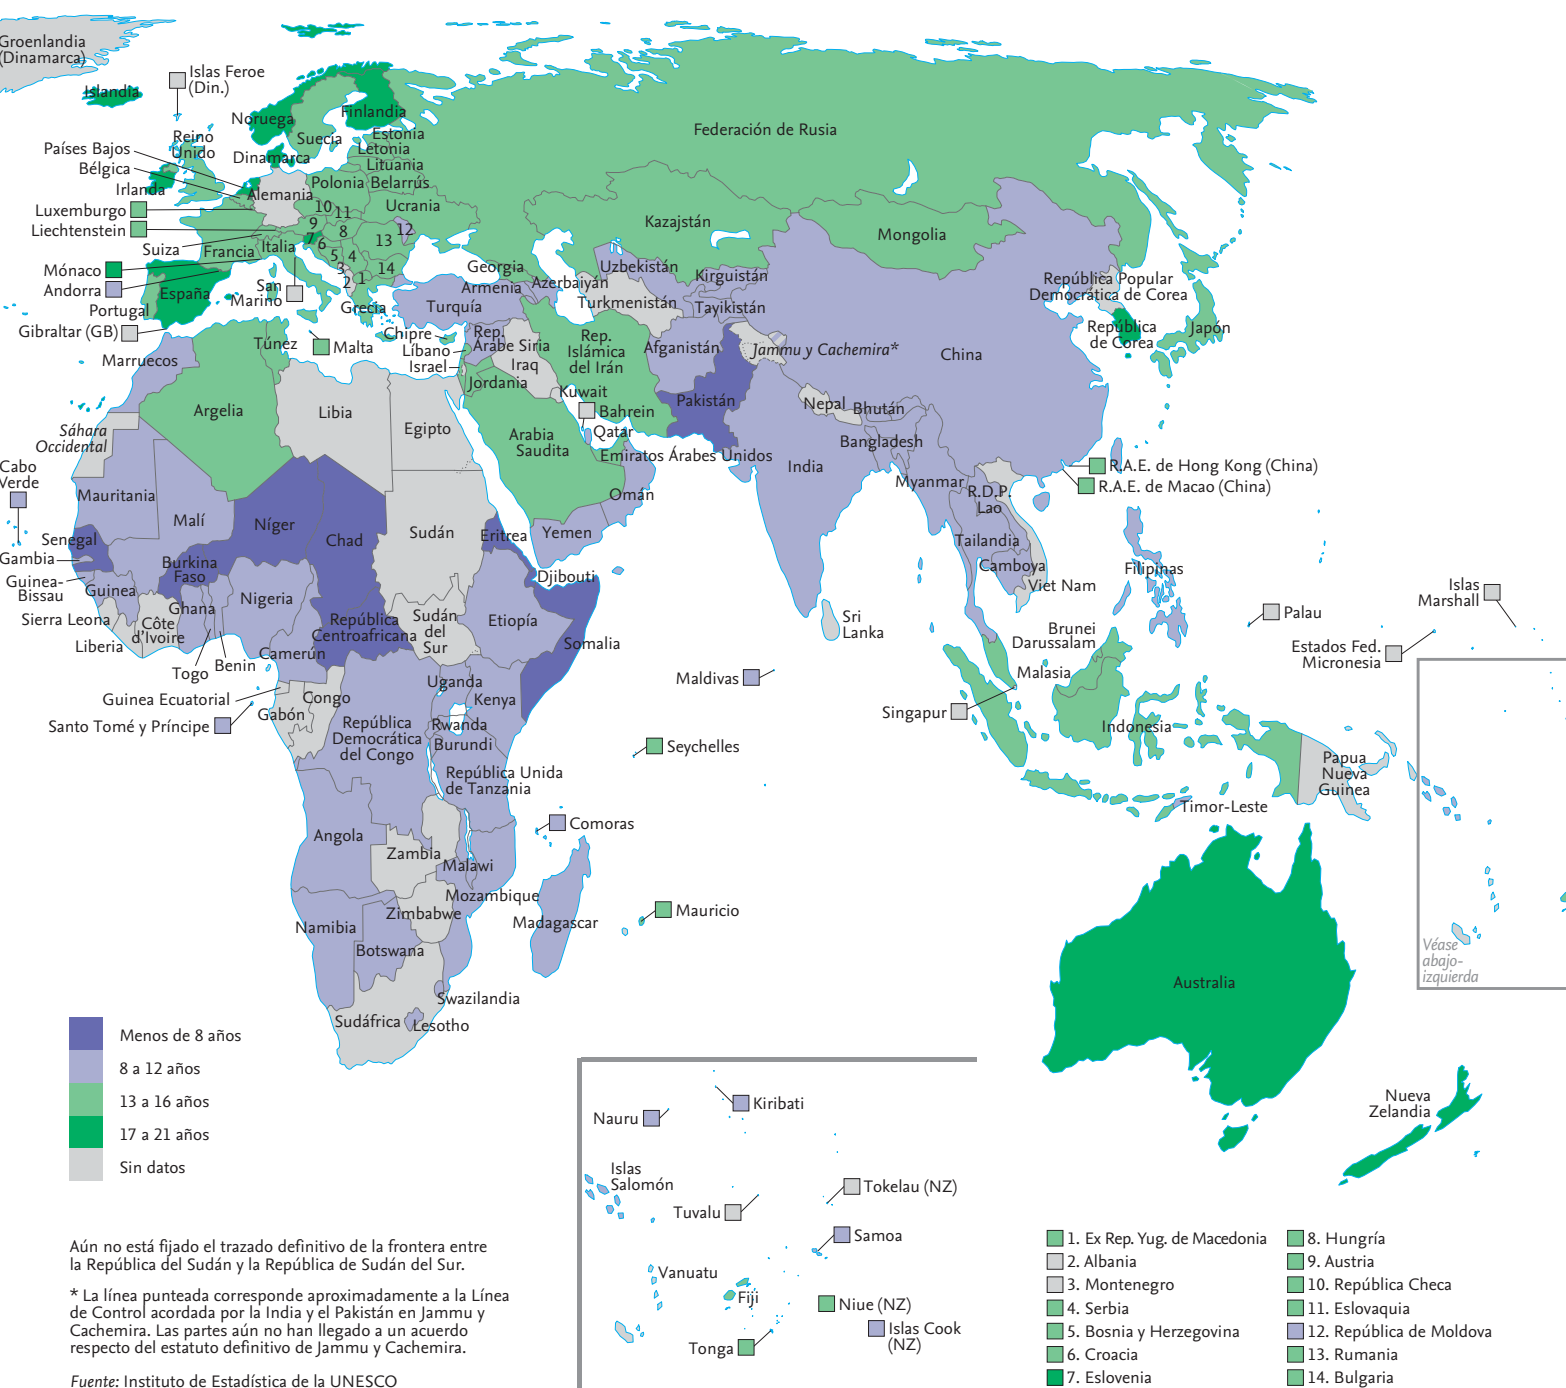 Groenlandia
(Dinamarca)
Islas Feroe
(Din.)
Islandia
Noruega
Finlandia
Suecia
Estonia
Letonia
Lituania
Federación de Rusia
Reino
Unido
Dinamarca
Países Bajos
Bélgica
Irlanda
Alemania
Polonia
Belarrús
Luxemburgo
Liechtenstein
Ucrania
10
11
9
8
7
6
13
12
5
4
3
2
1
14
Suiza
Francia
Italia
Mónaco
Andorra
España
San
Marino
Portugal
Gibraltar (GB)
Grecia
Kazajstán
Mongolia
Georgia
Armenia
Azerbaiyán
Uzbekistán
Kirguistán
Turkmenistán
Tayikistán
Turquía
República Popular
Democrática de Corea
República
de Corea
Japón
China
Marruecos
Túnez
Malta
Chipre
Líbano
Israel
Rep.
Árabe Siria
Iraq
Jordania
Rep.
Islámica
del Irán
Afganistán
Jammu y Cachemira*
Kuwait
Bahrein
Qatar
Pakistán
Nepal
Bhután
Bangladesh
India
Argelia
Libia
Egipto
Arabia
Saudita
Emiratos Árabes Unidos
Omán
Yemen
Myanmar
R.D.P.
Lao
R.A.E. de Hong Kong (China)
R.A.E. de Macao (China)
Tailandia
Camboya
Viet Nam
Filipinas
Sáhara
Occidental
Cabo
Verde
Mauritania
Malí
Níger
Chad
Sudán
Eritrea
Djibouti
Senegal
Gambia
Guinea-
Bissau
Guinea
Sierra Leona
Liberia
Burkina
Faso
Côte
d'Ivoire
Ghana
Togo
Benin
Nigeria
Camerún
República
Centroafricana
Sudán
del
Sur
Etiopía
Somalia
Sri
Lanka
Maldivas
Brunei
Darussalam
Malasia
Singapur
Indonesia
Palau
Islas
Marshall
Estados Fed.
Micronesia
Guinea Ecuatorial
Santo Tomé y Príncipe
Gabón
Congo
República
Democrática
del Congo
Uganda
Kenya
Rwanda
Burundi
República Unida
de Tanzania
Seychelles
Comoras
Papua
Nueva
Guinea
Timor-Leste
Angola
Zambia
Malawi
Mozambique
Zimbabwe
Madagascar
Mauricio
Namibia
Botswana
Swazilandia
Sudáfrica
Lesotho
Australia
Nueva
Zelandia
Véase
abajo-
izquierda
Menos de 8 años
8 a 12 años
13 a 16 años
17 a 21 años
Sin datos
Nauru
Kiribati
Islas
Salomón
Tuvalu
Tokelau (NZ)
Samoa
Vanuatu
Fiji
Niue (NZ)
Islas Cook
(NZ)
Tonga
Aún no está fijado el trazado definitivo de la frontera entre
la República del Sudán y la República de Sudán del Sur.
* La línea punteada corresponde aproximadamente a la Línea
de Control acordada por la India y el Pakistán en Jammu y
Cachemira. Las partes aún no han llegado a un acuerdo
respecto del estatuto definitivo de Jammu y Cachemira.
Fuente: Instituto de Estadística de la UNESCO
1. Ex Rep. Yug. de Macedonia
2. Albania
3. Montenegro
4. Serbia
5. Bosnia y Herzegovina
6. Croacia
7. Eslovenia
8. Hungría
9. Austria
10. República Checa
11. Eslovaquia
12. República de Moldova
13. Rumania
14. Bulgaria